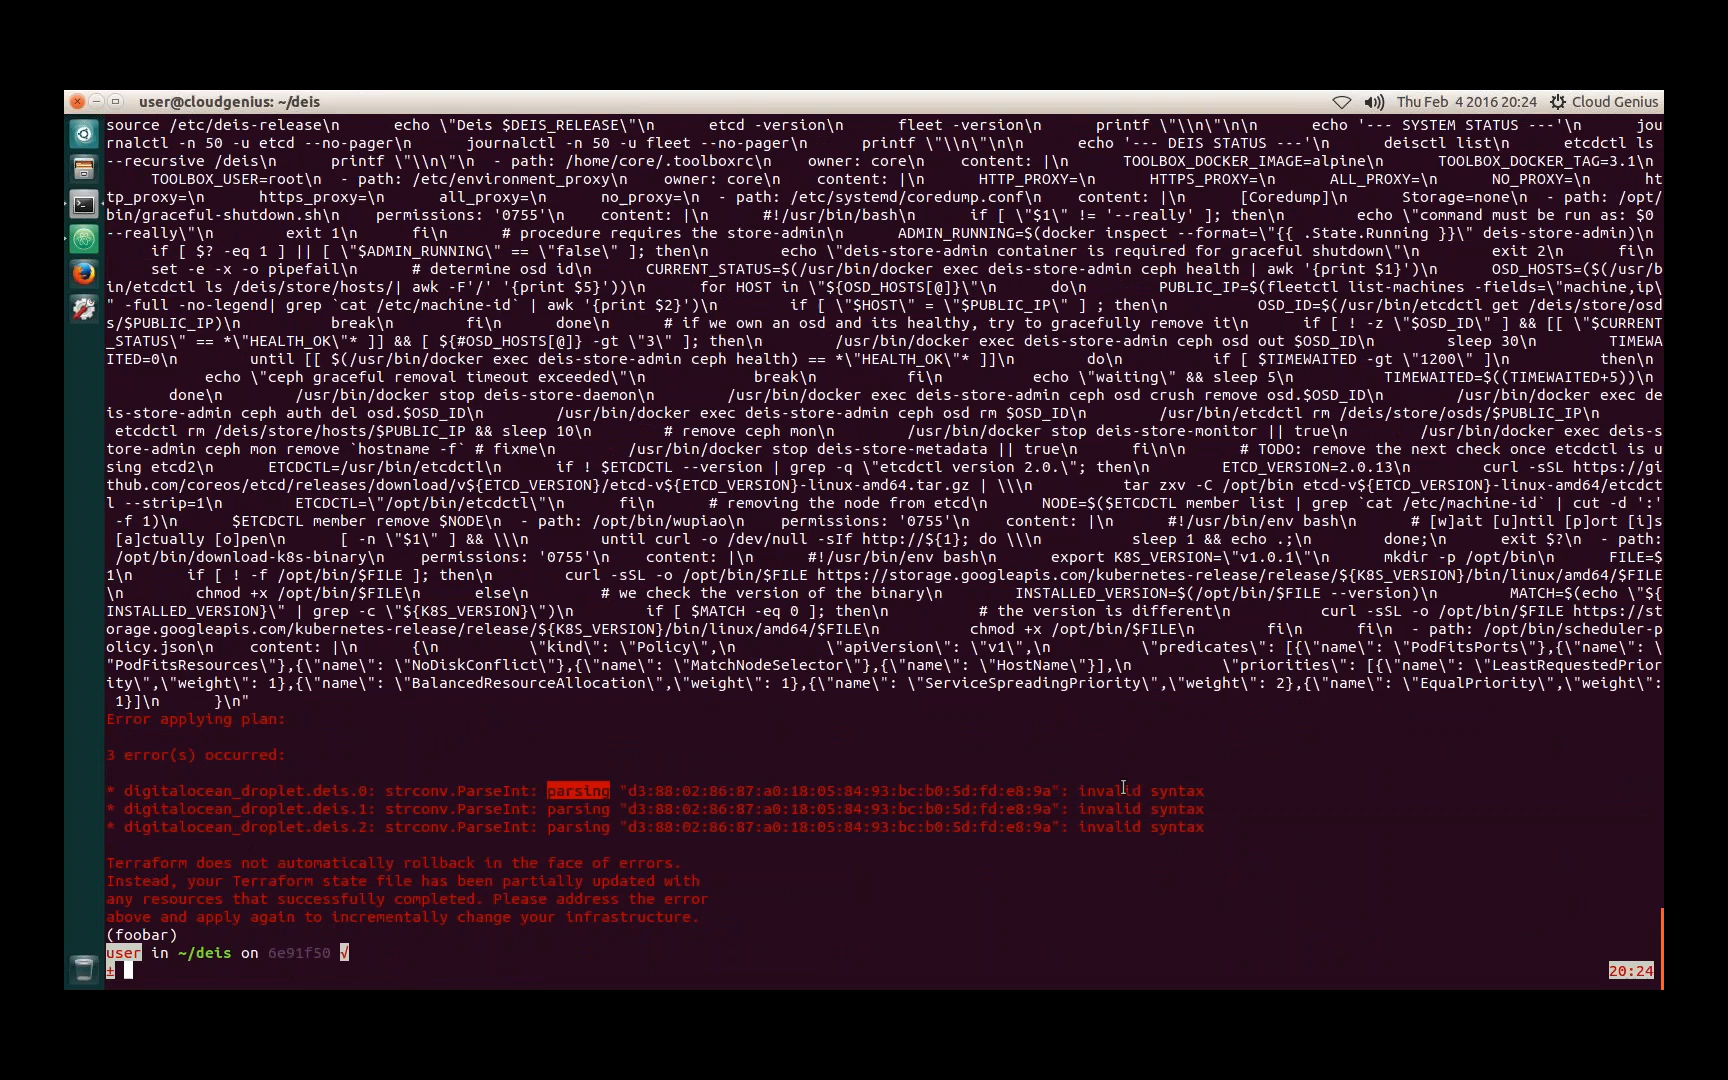 user@cloudgenius: ~/deis
Thu Feb 4 2016 20:24 Cloud Genius
source /etc/deis-release\n      echo \"Deis $DEIS_RELEASE\"\n      etcd -version\n      fleet -version\n      printf \"\\n\"\n\n      echo '--- SYSTEM STATUS ---'\n      jou
rnalctl -n 50 -u etcd --no-pager\n      journalctl -n 50 -u fleet --no-pager\n      printf \"\\n\"\n\n      echo '--- DEIS STATUS ---'\n      deisctl list\n      etcdctl ls
--recursive /deis\n      printf \"\\n\"\n  - path: /home/core/.toolboxrc\n    owner: core\n    content: |\n      TOOLBOX_DOCKER_IMAGE=alpine\n      TOOLBOX_DOCKER_TAG=3.1\n
     TOOLBOX_USER=root\n  - path: /etc/environment_proxy\n    owner: core\n    content: |\n      HTTP_PROXY=\n      HTTPS_PROXY=\n      ALL_PROXY=\n      NO_PROXY=\n      ht
tp_proxy=\n      https_proxy=\n      all_proxy=\n      no_proxy=\n  - path: /etc/systemd/coredump.conf\n    content: |\n      [Coredump]\n      Storage=none\n  - path: /opt/
bin/graceful-shutdown.sh\n    permissions: '0755'\n    content: |\n      #!/usr/bin/bash\n      if [ \"$1\" != '--really' ]; then\n        echo \"command must be run as: $0
--really\"\n        exit 1\n      fi\n      # procedure requires the store-admin\n      ADMIN_RUNNING=$(docker inspect --format=\"{{ .State.Running }}\" deis-store-admin)\n
     if [ $? -eq 1 ] || [ \"$ADMIN_RUNNING\" == \"false\" ]; then\n        echo \"deis-store-admin container is required for graceful shutdown\"\n        exit 2\n      fi\n
     set -e -x -o pipefail\n      # determine osd id\n      CURRENT_STATUS=$(/usr/bin/docker exec deis-store-admin ceph health | awk '{print $1}')\n      OSD_HOSTS=($(/usr/b
in/etcdctl ls /deis/store/hosts/| awk -F'/' '{print $5}'))\n      for HOST in \"${OSD_HOSTS[@]}\"\n      do\n        PUBLIC_IP=$(fleetctl list-machines -fields=\"machine,ip\
" -full -no-legend| grep `cat /etc/machine-id` | awk '{print $2}')\n        if [ \"$HOST\" = \"$PUBLIC_IP\" ] ; then\n          OSD_ID=$(/usr/bin/etcdctl get /deis/store/osd
s/$PUBLIC_IP)\n          break\n        fi\n      done\n      # if we own an osd and its healthy, try to gracefully remove it\n      if [ ! -z \"$OSD_ID\" ] && [[ \"$CURRENT
_STATUS\" == *\"HEALTH_OK\"* ]] && [ ${#OSD_HOSTS[@]} -gt \"3\" ]; then\n        /usr/bin/docker exec deis-store-admin ceph osd out $OSD_ID\n        sleep 30\n        TIMEWA
ITED=0\n        until [[ $(/usr/bin/docker exec deis-store-admin ceph health) == *\"HEALTH_OK\"* ]]\n        do\n          if [ $TIMEWAITED -gt \"1200\" ]\n          then\n
           echo \"ceph graceful removal timeout exceeded\"\n            break\n          fi\n          echo \"waiting\" && sleep 5\n          TIMEWAITED=$((TIMEWAITED+5))\n
       done\n        /usr/bin/docker stop deis-store-daemon\n        /usr/bin/docker exec deis-store-admin ceph osd crush remove osd.$OSD_ID\n        /usr/bin/docker exec de
is-store-admin ceph auth del osd.$OSD_ID\n        /usr/bin/docker exec deis-store-admin ceph osd rm $OSD_ID\n        /usr/bin/etcdctl rm /deis/store/osds/$PUBLIC_IP\n
 etcdctl rm /deis/store/hosts/$PUBLIC_IP && sleep 10\n        # remove ceph mon\n        /usr/bin/docker stop deis-store-monitor || true\n        /usr/bin/docker exec deis-s
tore-admin ceph mon remove `hostname -f` # fixme\n        /usr/bin/docker stop deis-store-metadata || true\n      fi\n\n      # TODO: remove the next check once etcdctl is u
sing etcd2\n      ETCDCTL=/usr/bin/etcdctl\n      if ! $ETCDCTL --version | grep -q \"etcdctl version 2.0.\"; then\n        ETCD_VERSION=2.0.13\n        curl -sSL https://gi
thub.com/coreos/etcd/releases/download/v${ETCD_VERSION}/etcd-v${ETCD_VERSION}-linux-amd64.tar.gz | \\\n        tar zxv -C /opt/bin etcd-v${ETCD_VERSION}-linux-amd64/etcdct
l --strip=1\n        ETCDCTL=\"/opt/bin/etcdctl\"\n      fi\n      # removing the node from etcd\n      NODE=$($ETCDCTL member list | grep `cat /etc/machine-id` | cut -d ':'
 -f 1)\n      $ETCDCTL member remove $NODE\n  - path: /opt/bin/wupiao\n    permissions: '0755'\n    content: |\n      #!/usr/bin/env bash\n      # [w]ait [u]ntil [p]ort [i]s
 [a]ctually [o]pen\n      [ -n \"$1\" ] && \\\n        until curl -o /dev/null -sIf http://${1}; do \\\n          sleep 1 && echo .;\n        done;\n      exit $?\n  - path:
 /opt/bin/download-k8s-binary\n    permissions: '0755'\n    content: |\n      #!/usr/bin/env bash\n      export K8S_VERSION=\"v1.0.1\"\n      mkdir -p /opt/bin\n      FILE=$
1\n      if [ ! -f /opt/bin/$FILE ]; then\n        curl -sSL -o /opt/bin/$FILE https://storage.googleapis.com/kubernetes-release/release/${K8S_VERSION}/bin/linux/amd64/$FILE
\n        chmod +x /opt/bin/$FILE\n      else\n        # we check the version of the binary\n        INSTALLED_VERSION=$(/opt/bin/$FILE --version)\n        MATCH=$(echo \"${
INSTALLED_VERSION}\" | grep -c \"${K8S_VERSION}\")\n        if [ $MATCH -eq 0 ]; then\n          # the version is different\n          curl -sSL -o /opt/bin/$FILE https://st
orage.googleapis.com/kubernetes-release/release/${K8S_VERSION}/bin/linux/amd64/$FILE\n          chmod +x /opt/bin/$FILE\n        fi\n      fi\n  - path: /opt/bin/scheduler-p
olicy.json\n    content: |\n      {\n        \"kind\": \"Policy\",\n        \"apiVersion\": \"v1\",\n        \"predicates\": [{\"name\": \"PodFitsPorts\"},{\"name\": \
"PodFitsResources\"},{\"name\": \"NoDiskConflict\"},{\"name\": \"MatchNodeSelector\"},{\"name\": \"HostName\"}],\n        \"priorities\": [{\"name\": \"LeastRequestedPrior
ity\",\"weight\": 1},{\"name\": \"BalancedResourceAllocation\",\"weight\": 1},{\"name\": \"ServiceSpreadingPriority\",\"weight\": 2},{\"name\": \"EqualPriority\",\"weight\":
 1}]\n      }\n"
Error applying plan:
3 error(s) occurred:
* digitalocean_droplet.deis.0: strconv.ParseInt: parsing "d3:88:02:86:87:a0:18:05:84:93:bc:b0:5d:fd:e8:9a": invalid syntax
* digitalocean_droplet.deis.1: strconv.ParseInt: parsing "d3:88:02:86:87:a0:18:05:84:93:bc:b0:5d:fd:e8:9a": invalid syntax
* digitalocean_droplet.deis.2: strconv.ParseInt: parsing "d3:88:02:86:87:a0:18:05:84:93:bc:b0:5d:fd:e8:9a": invalid syntax
Terraform does not automatically rollback in the face of errors.
Instead, your Terraform state file has been partially updated with
any resources that successfully completed. Please address the error
above and apply again to incrementally change your infrastructure.
(foobar)
user in ~/deis on 6e91f50 √
± 20:24